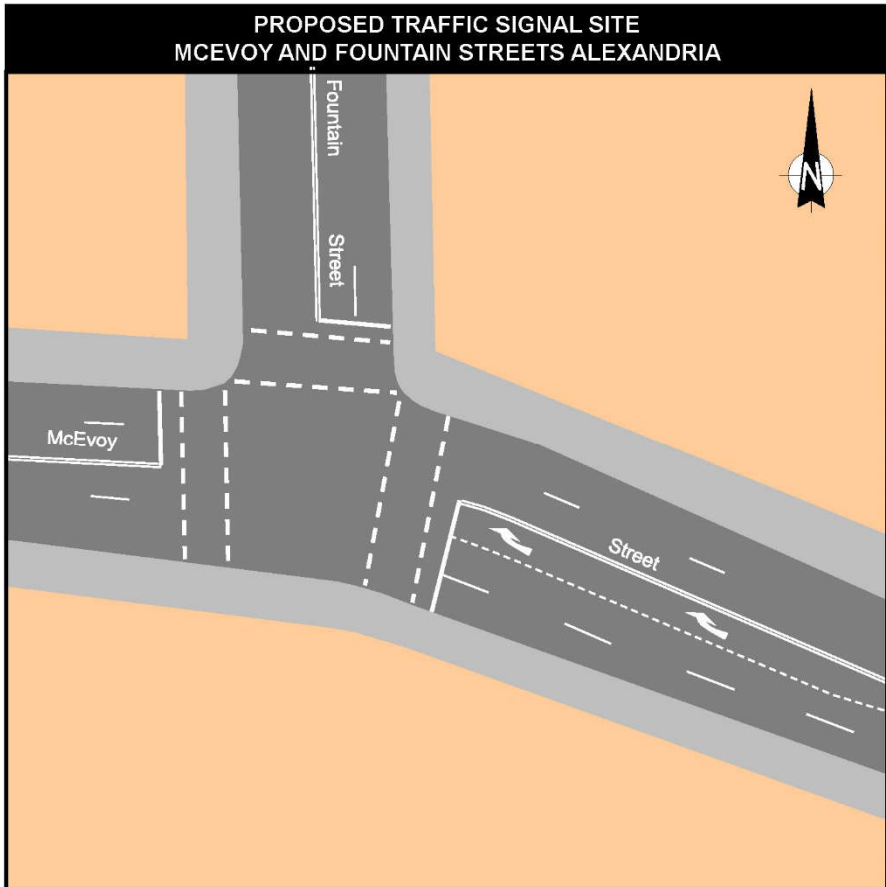 PROPOSED TRAFFIC SIGNAL SITE
MCEVOY AND FOUNTAIN STREETS ALEXANDRIA
Fountain
Street
N
McEvoy
Street